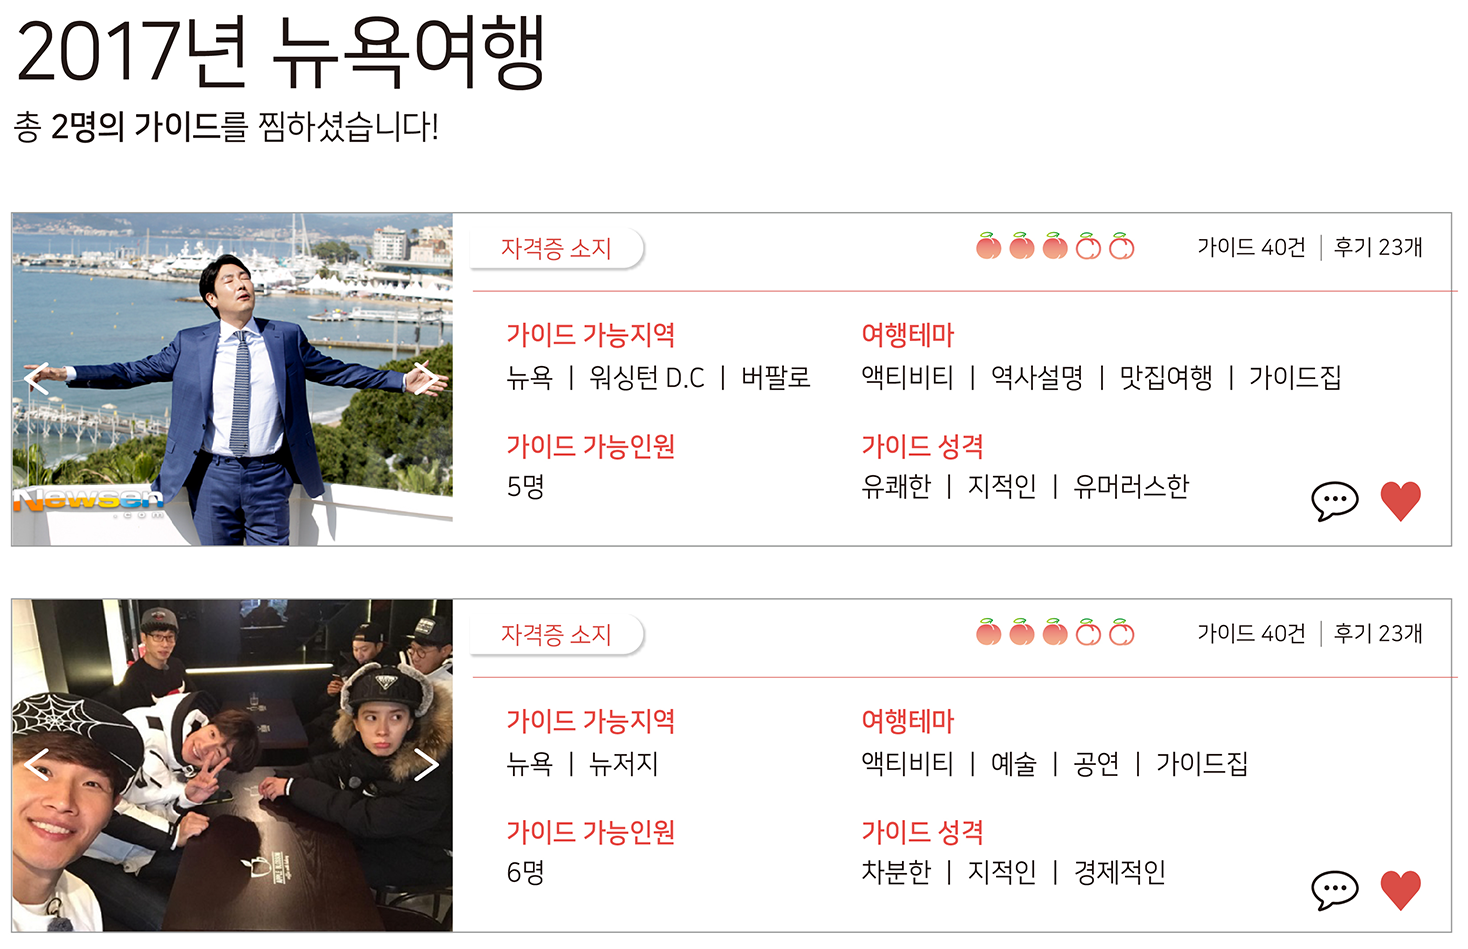 2017년 뉴욕여행
총 2명의 가이드를 찜하셨습니다!
자격증 소지
가이드 40건 | 후기 23개
가이드 가능지역
여행테마
뉴욕 | 워싱턴 D.C | 버팔로
액티비티 | 역사설명 | 맛집여행 | 가이드집
가이드 가능인원
가이드 성격
5명
유쾌한 | 지적인 | 유머러스한
Newsen
.com
자격증 소지
가이드 40건 | 후기 23개
가이드 가능지역
여행테마
뉴욕 | 뉴저지
액티비티 | 예술 | 공연 | 가이드집
가이드 가능인원
가이드 성격
6명
차분한 | 지적인 | 경제적인